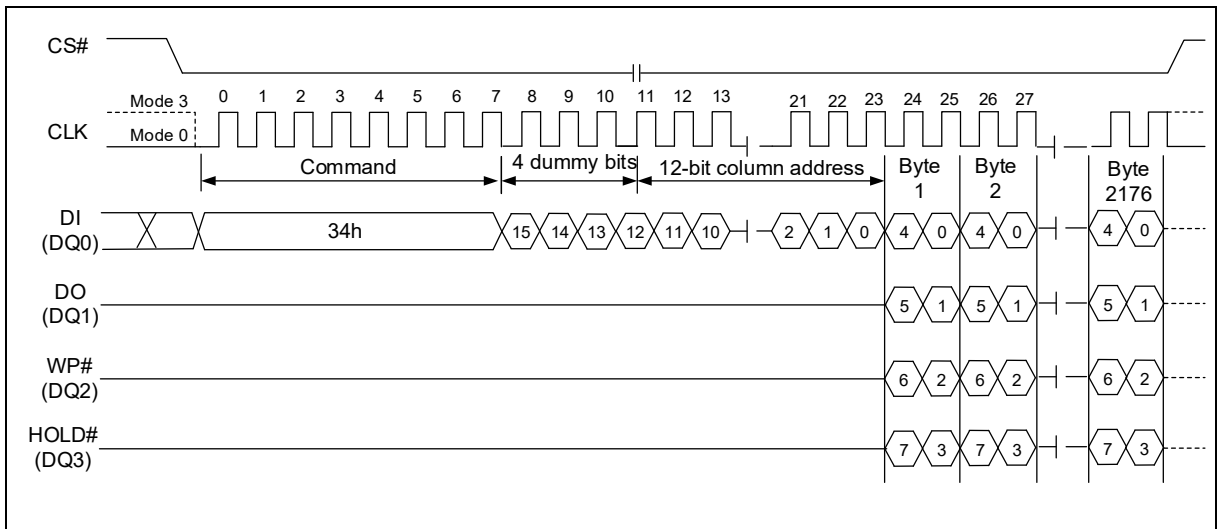 CS#
Mode 3
0 1 2 3 4 5 6 7 8 9 10 11 12 13 21 22 23 24 25 26 27
CLK
Mode 0
Command
4 dummy bits
12-bit column address
Byte
1
Byte
2
Byte
2176
DI
(DQ0)
34h
15 14 13 12 11 10 2 1 0 4 0 4 0 4 0
DO
(DQ1)
5 1 5 1 5 1
WP#
(DQ2)
6 2 6 2 6 2
HOLD#
(DQ3)
7 3 7 3 7 3